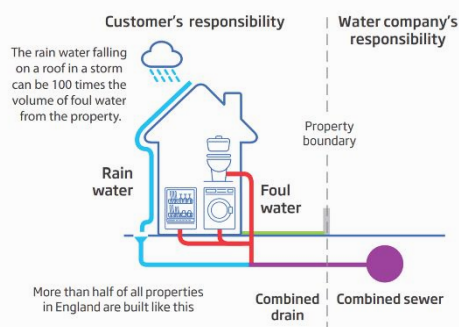 Customer's responsibility
Water company's
responsibility
The rain water falling
on a roof in a storm
can be 100 times the
volume of foul water
from the property.
Property
boundary
Rain
water
Foul
water
More than half of all properties
in England are built like this
Combined
drain
Combined sewer